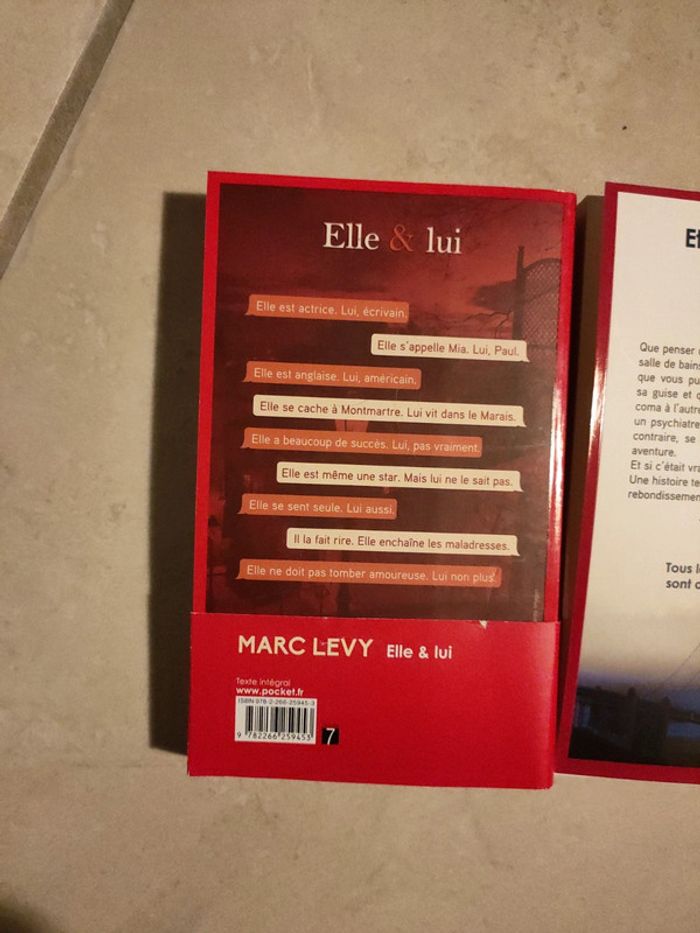 Elle & lui
Elle est actrice. Lui, écrivain.
Elle s'appelle Mia. Lui, Paul.
Elle est anglaise. Lui, américain.
Elle se cache à Montmartre. Lui vit dans le Marais.
Elle a beaucoup de succès. Lui, pas vraiment.
Elle est même une star. Mais lui ne le sait pas.
Elle se sent seule. Lui aussi.
Il la fait rire. Elle enchaîne les maladresses.
Elle ne doit pas tomber amoureuse. Lui non plus.
MARC LEVY Elle & lui
Texte intégral
www.pocket.fr
ISBN 978-2-266-25945-3
9 782266 259453
7
Que penser
salle de bains
que vous
sa guise et
coma à l'autre
un psychiatre
contraire, se
aventure.
Et si c'était
Une histoire
rebondissement
Tous
sont